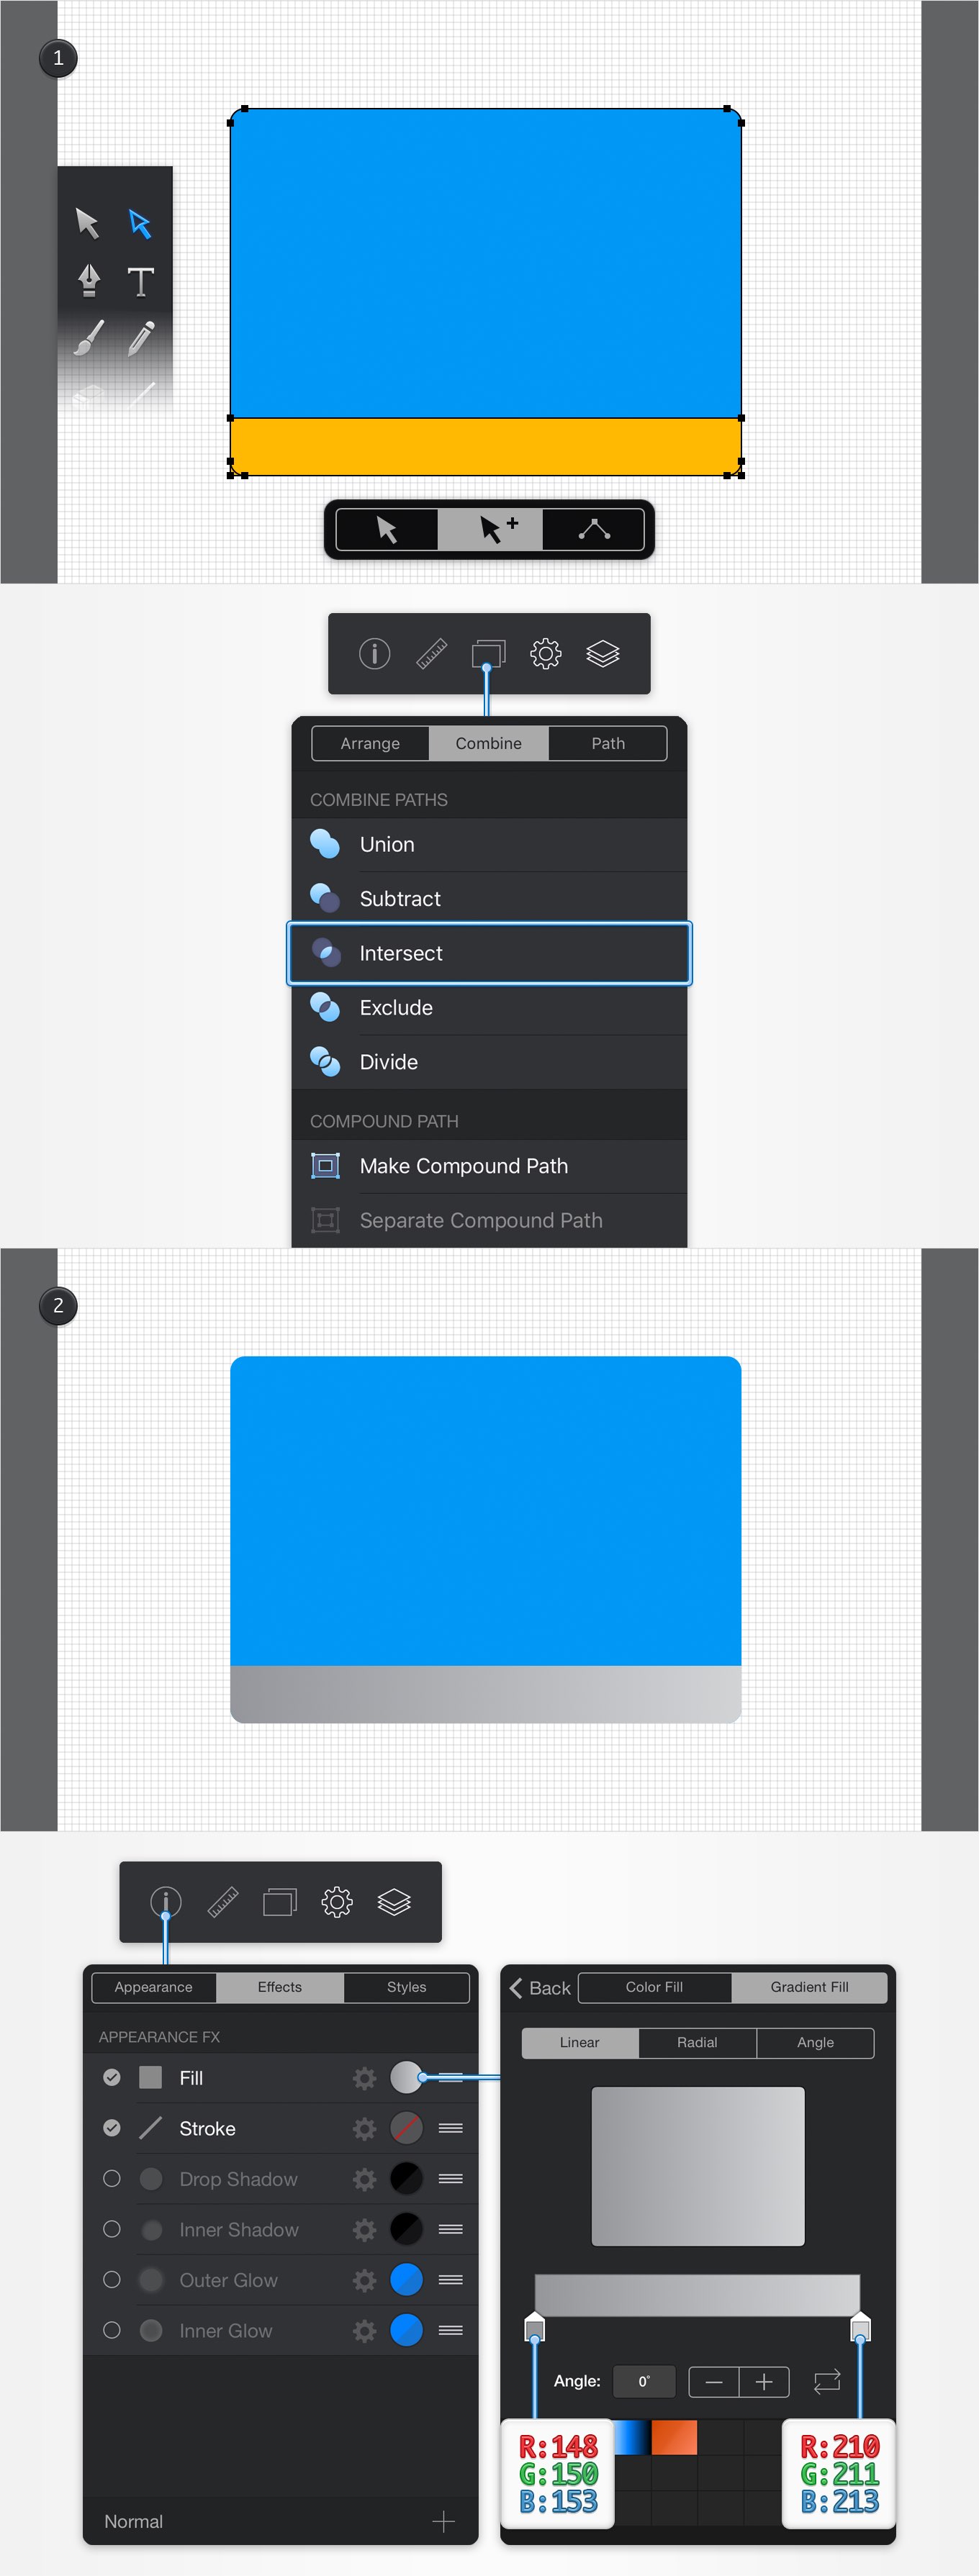 1
T
Arrange Combine Path
COMBINE PATHS
Union
Subtract
Intersect
Exclude
Divide
COMPOUND PATH
Make Compound Path
Separate Compound Path
2
Appearance Effects Styles
APPEARANCE FX
Fill
Stroke
Drop Shadow
Inner Shadow
Outer Glow
Inner Glow
Normal
Back Color Fill Gradient Fill
Linear Radial Angle
Angle: 0°
R:148
G:150
B:153
R:210
G:211
B:213